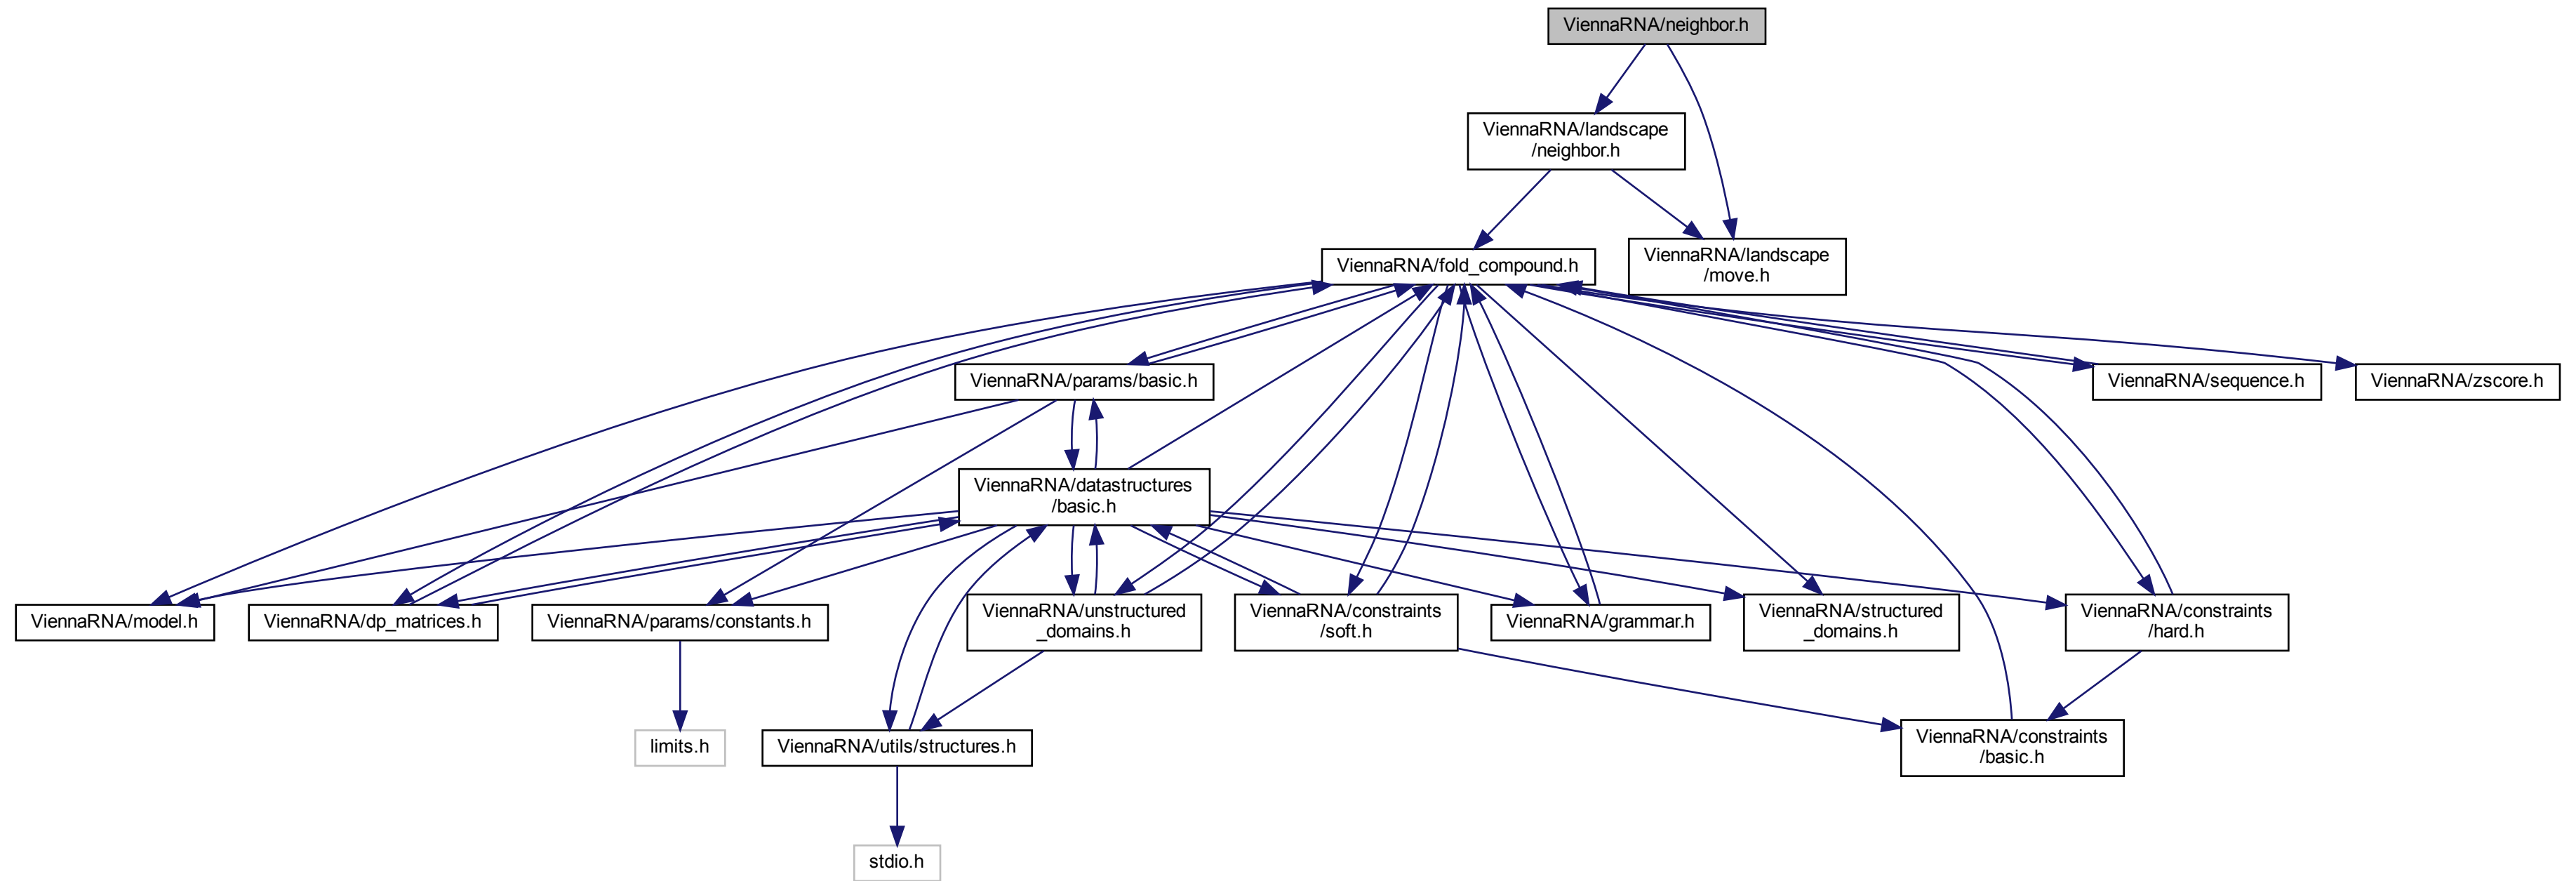 ViennaRNA/neighbor.h
ViennaRNA/landscape
/neighbor.h
ViennaRNA/fold_compound.h
ViennaRNA/landscape
/move.h
ViennaRNA/params/basic.h
ViennaRNA/sequence.h
ViennaRNA/zscore.h
ViennaRNA/datastructures
/basic.h
ViennaRNA/model.h
ViennaRNA/dp_matrices.h
ViennaRNA/params/constants.h
ViennaRNA/unstructured
_domains.h
ViennaRNA/constraints
/soft.h
ViennaRNA/grammar.h
ViennaRNA/structured
_domains.h
ViennaRNA/constraints
/hard.h
limits.h
ViennaRNA/utils/structures.h
ViennaRNA/constraints
/basic.h
stdio.h